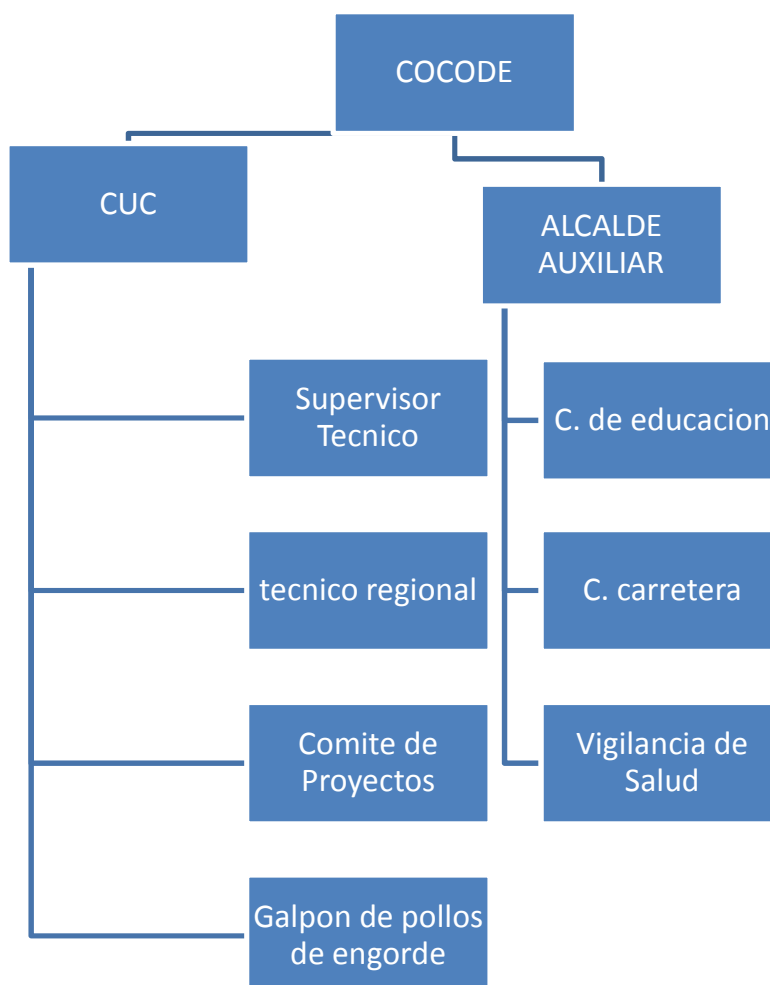 COCODE
CUC
ALCALDE
AUXILIAR
Supervisor
Tecnico
tecnico regional
Comite de
Proyectos
Galpon de pollos
de engorde
C. de educacion
C. carretera
Vigilancia de
Salud